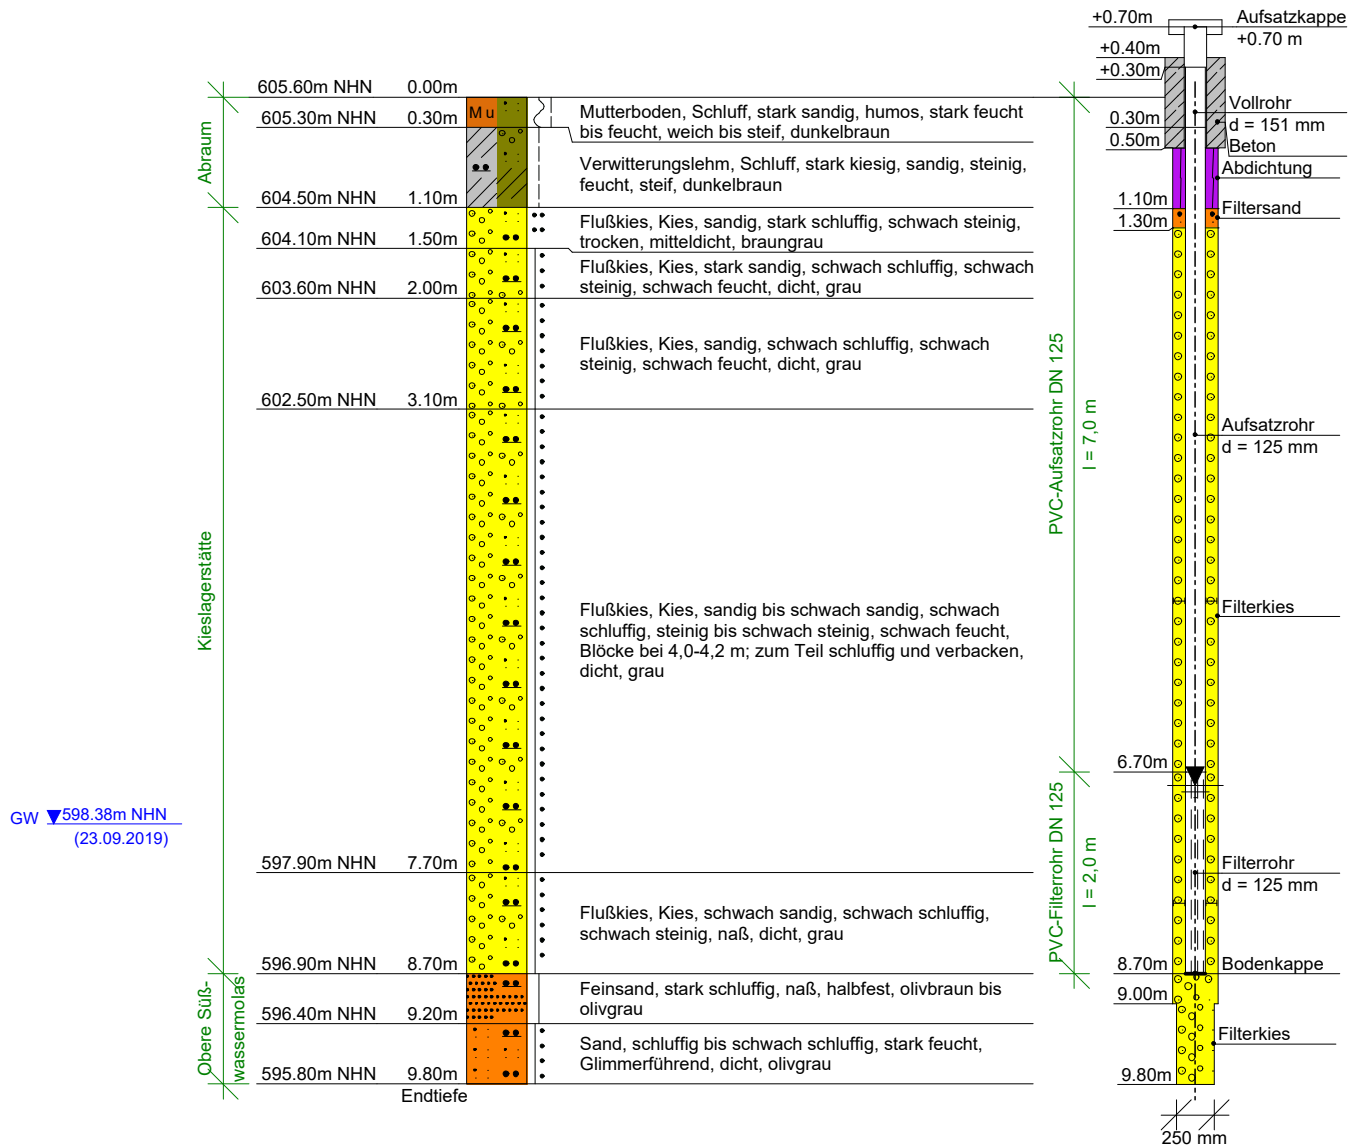 605.60m NHN 0.00m
605.30m NHN 0.30m
604.50m NHN 1.10m
604.10m NHN 1.50m
603.60m NHN 2.00m
602.50m NHN 3.10m
597.90m NHN 7.70m
596.90m NHN 8.70m
596.40m NHN 9.20m
595.80m NHN 9.80m
Endtiefe
Abraum
Kieslagerstätte
Obere Süß-
wassermolas
GW 598.38m NHN
(23.09.2019)
Mu
Mutterboden, Schluff, stark sandig, humos, stark feucht
bis feucht, weich bis steif, dunkelbraun
Verwitterungslehm, Schluff, stark kiesig, sandig, steinig,
feucht, steif, dunkelbraun
Flußkies, Kies, sandig, stark schluffig, schwach steinig,
trocken, mitteldicht, braungrau
Flußkies, Kies, stark sandig, schwach schluffig, schwach
steinig, schwach feucht, dicht, grau
Flußkies, Kies, sandig, schwach schluffig, schwach
steinig, schwach feucht, dicht, grau
Flußkies, Kies, sandig bis schwach sandig, schwach
schluffig, steinig bis schwach steinig, schwach feucht,
Blöcke bei 4,0-4,2 m; zum Teil schluffig und verbacken,
dicht, grau
Flußkies, Kies, schwach sandig, schwach schluffig,
schwach steinig, naß, dicht, grau
Feinsand, stark schluffig, naß, halbfest, olivbraun bis
olivgrau
Sand, schluffig bis schwach schluffig, stark feucht,
Glimmerführend, dicht, olivgrau
PVC-Aufsatzrohr DN 125
l = 7,0 m
PVC-Filterrohr DN 125
l = 2,0 m
+0.70m
+0.40m
+0.30m
0.30m
0.50m
1.10m
1.30m
6.70m
8.70m
9.00m
9.80m
Aufsatzkappe
+0.70 m
Vollrohr
d = 151 mm
Beton
Abdichtung
Filtersand
Aufsatzrohr
d = 125 mm
Filterkies
Filterrohr
d = 125 mm
Bodenkappe
Filterkies
250 mm